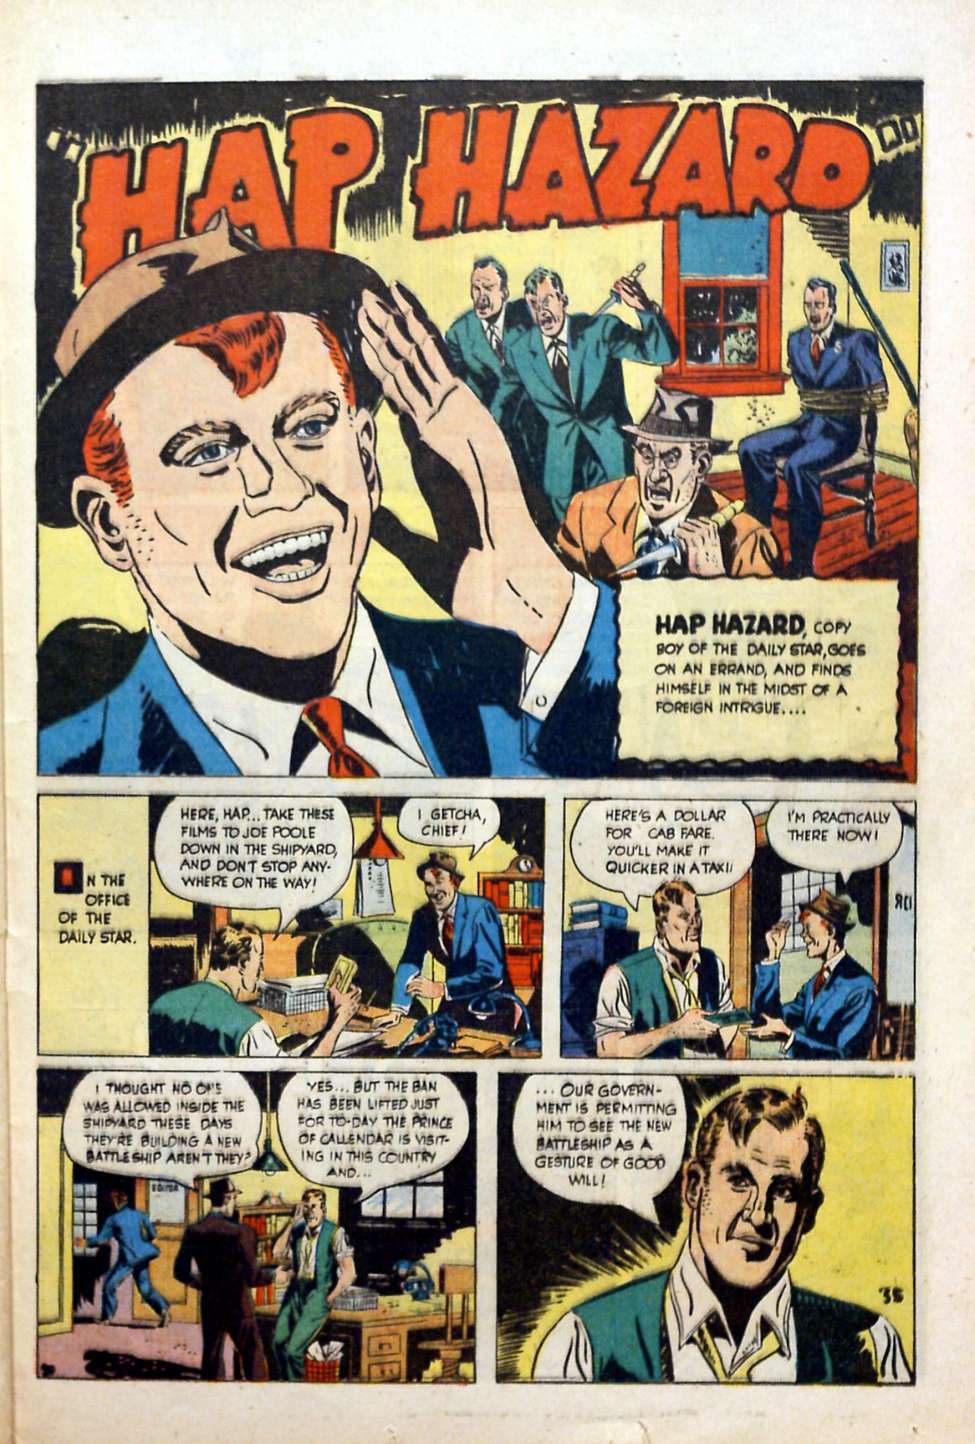 "HAP HAZARD"
HAP HAZARD, COPY
BOY OF THE DAILY STAR, GOES
ON AN ERRAND, AND FINDS
HIMSELF IN THE MIDST OF A
FOREIGN INTRIGUE....
IN THE
OFFICE
OF THE
DAILY STAR.
HERE, HAP... TAKE THESE
FILMS TO JOE POOLE
DOWN IN THE SHIPYARD,
AND DON'T STOP ANY-
WHERE ON THE WAY!
I GETCHA,
CHIEF!
HERE'S A DOLLAR
FOR CAB FARE.
YOU'LL MAKE IT
QUICKER IN A TAXI!
I'M PRACTICALLY
THERE NOW!
I THOUGHT NO ONE
WAS ALLOWED INSIDE THE
SHIPYARD THESE DAYS
THEY'RE BUILDING A NEW
BATTLESHIP AREN'T THEY?
YES... BUT THE BAN
HAS BEEN LIFTED JUST
FOR TO-DAY THE PRINCE
OF CALLENDAR IS VISIT-
ING IN THIS COUNTRY
AND...
EDITOR
... OUR GOVERN-
MENT IS PERMITTING
HIM TO SEE THE NEW
BATTLESHIP AS A
GESTURE OF GOOD
WILL!